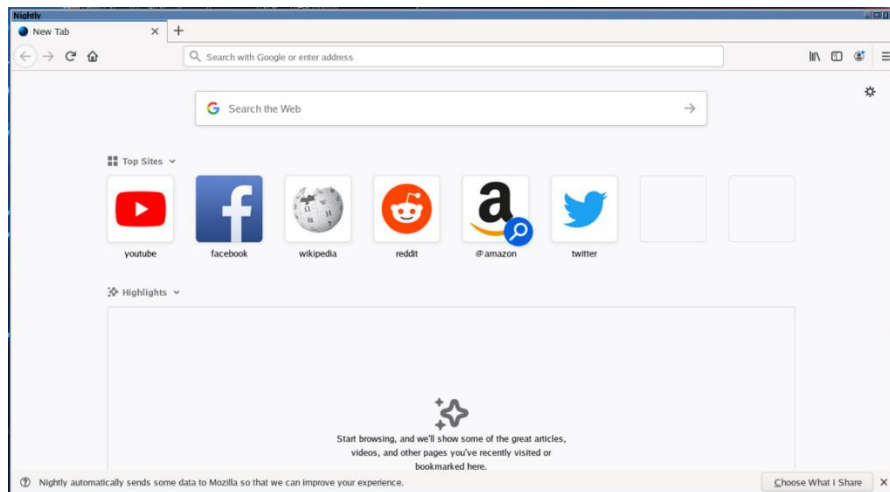 Nightly
New Tab
Search with Google or enter address
Search the Web
Top Sites
youtube
facebook
wikipedia
reddit
@amazon
twitter
Highlights
Start browsing, and we'll show some of the great articles,
videos, and other pages you've recently visited or
bookmarked here.
Nightly automatically sends some data to Mozilla so that we can improve your experience.
Choose What I Share